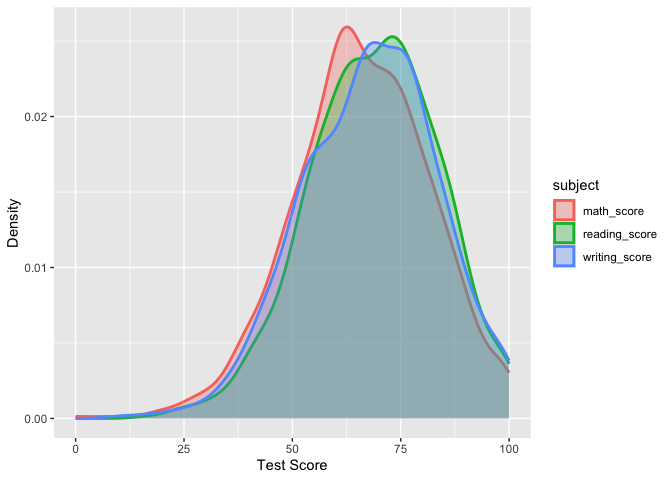 Density
0.02
0.01
0.00
0
25
50
75
100
Test Score
subject
math_score
reading_score
writing_score